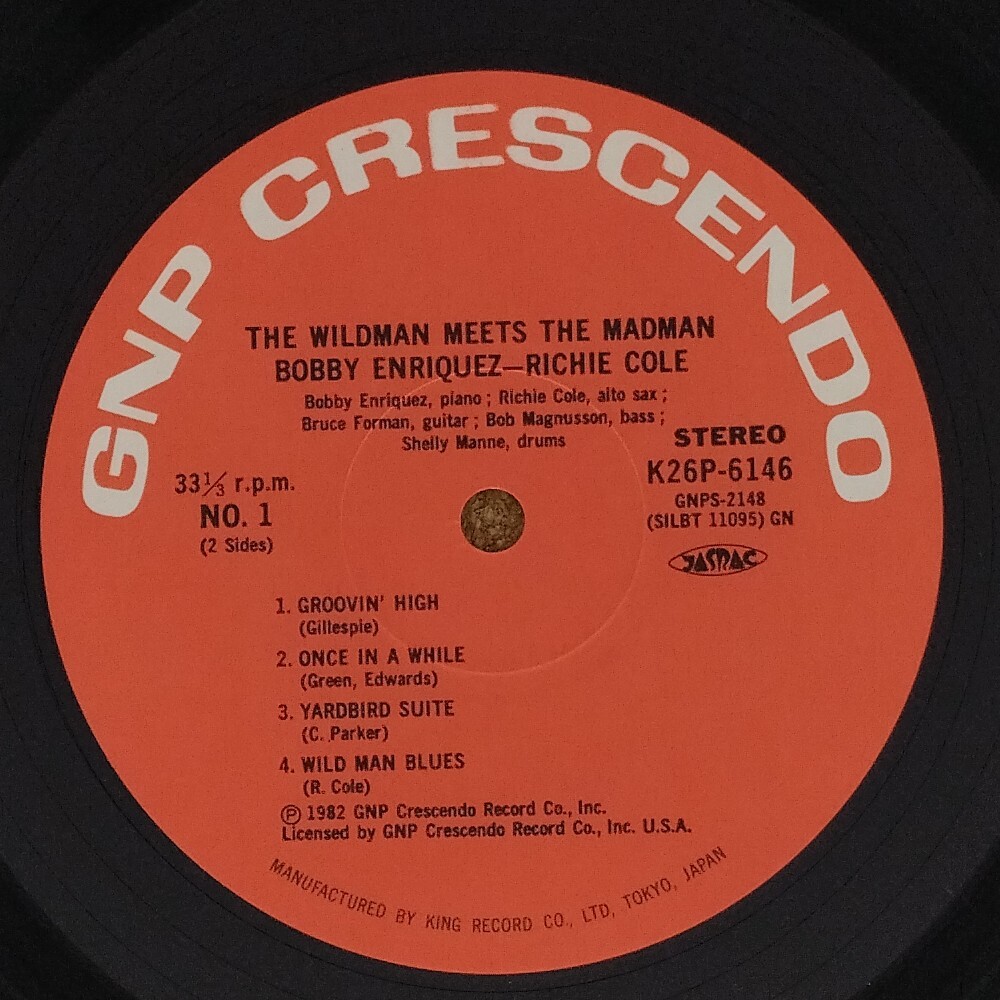 GNP CRESCENDO
THE WILDMAN MEETS THE MADMAN
BOBBY ENRIQUEZ—RICHIE COLE
Bobby Enriquez, piano ; Richie Cole, alto sax ;
Bruce Forman, guitar ; Bob Magnusson, bass ;
Shelly Manne, drums
STEREO
K26P-6146
GNPS-2148
(SILBT 11095) GN
JASRAC
33⅓ r.p.m.
NO. 1
(2 Sides)
1. GROOVIN' HIGH
(Gillespie)
2. ONCE IN A WHILE
(Green, Edwards)
3. YARDBIRD SUITE
(C. Parker)
4. WILD MAN BLUES
(R. Cole)
℗ 1982 GNP Crescendo Record Co., Inc.
Licensed by GNP Crescendo Record Co., Inc. U.S.A.
MANUFACTURED BY KING RECORD CO., LTD, TOKYO, JAPAN